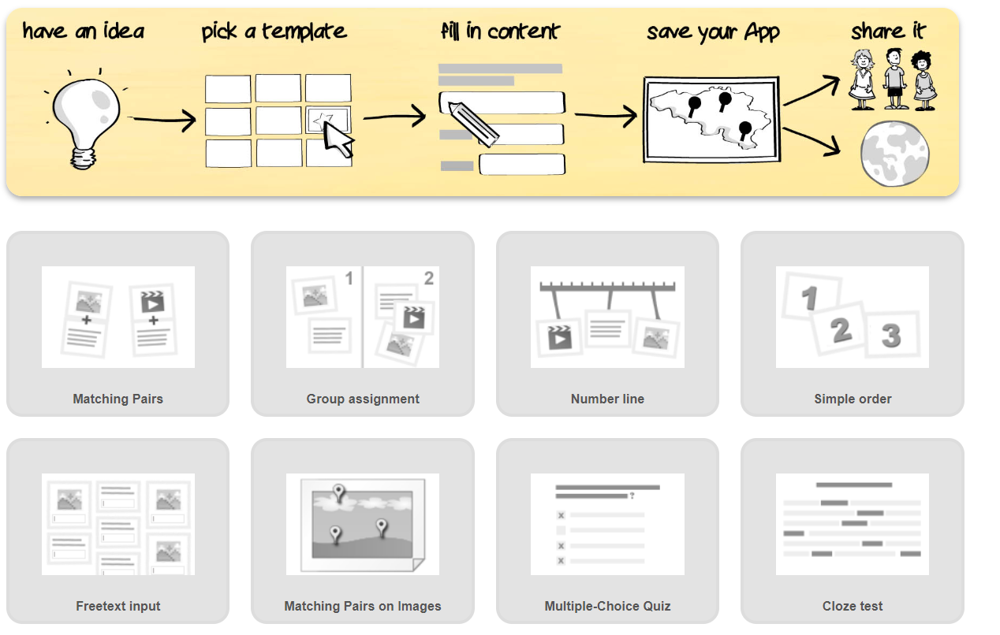 have an idea
pick a template
fill in content
save your App
share it
1
2
1
2
3
Matching Pairs
Group assignment
Number line
Simple order
?
x
x
x
Freetext input
Matching Pairs on Images
Multiple-Choice Quiz
Cloze test